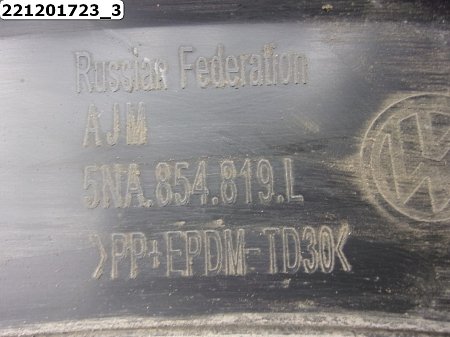 221201723_3
Russian Federation
AJM
5NA.854.819.L
>PP+EPDM-TD30<